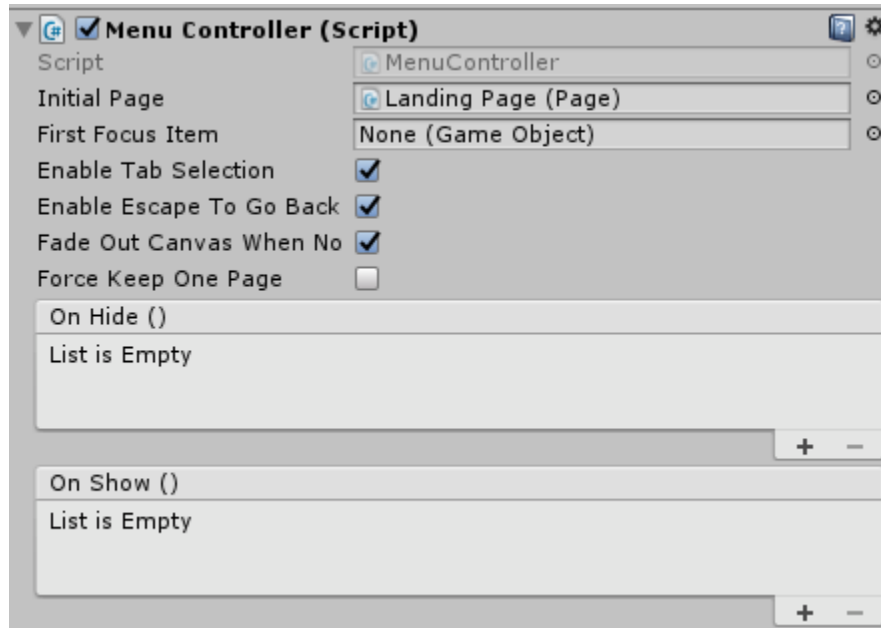 Menu Controller (Script)
Script MenuController
Initial Page Landing Page (Page)
First Focus Item None (Game Object)
Enable Tab Selection
Enable Escape To Go Back
Fade Out Canvas When No
Force Keep One Page
On Hide ()
List is Empty
+ −
On Show ()
List is Empty
+ −